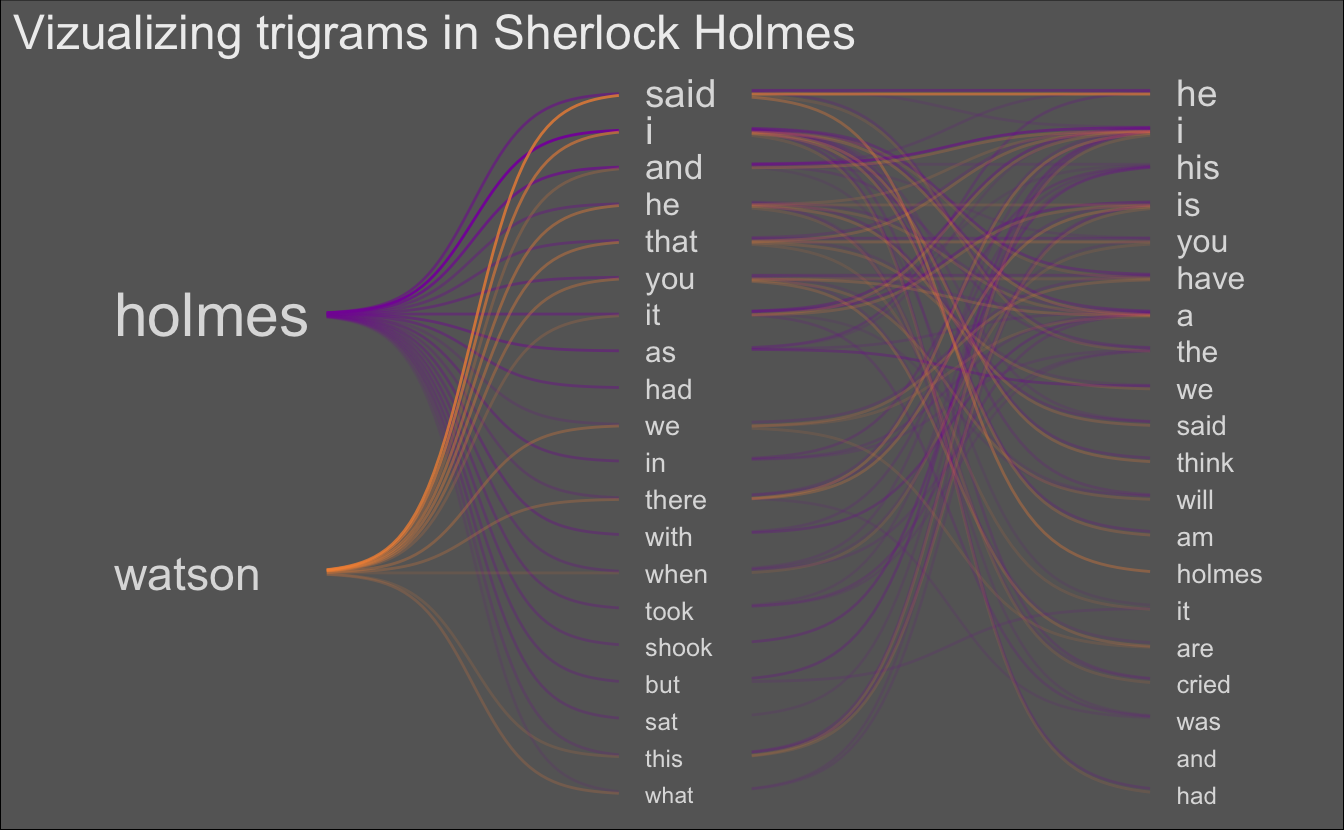 Vizualizing trigrams in Sherlock Holmes
holmes
watson
said
i
and
he
that
you
it
as
had
we
in
there
with
when
took
shook
but
sat
this
what
he
i
his
is
you
have
a
the
we
said
think
will
am
holmes
it
are
cried
was
and
had